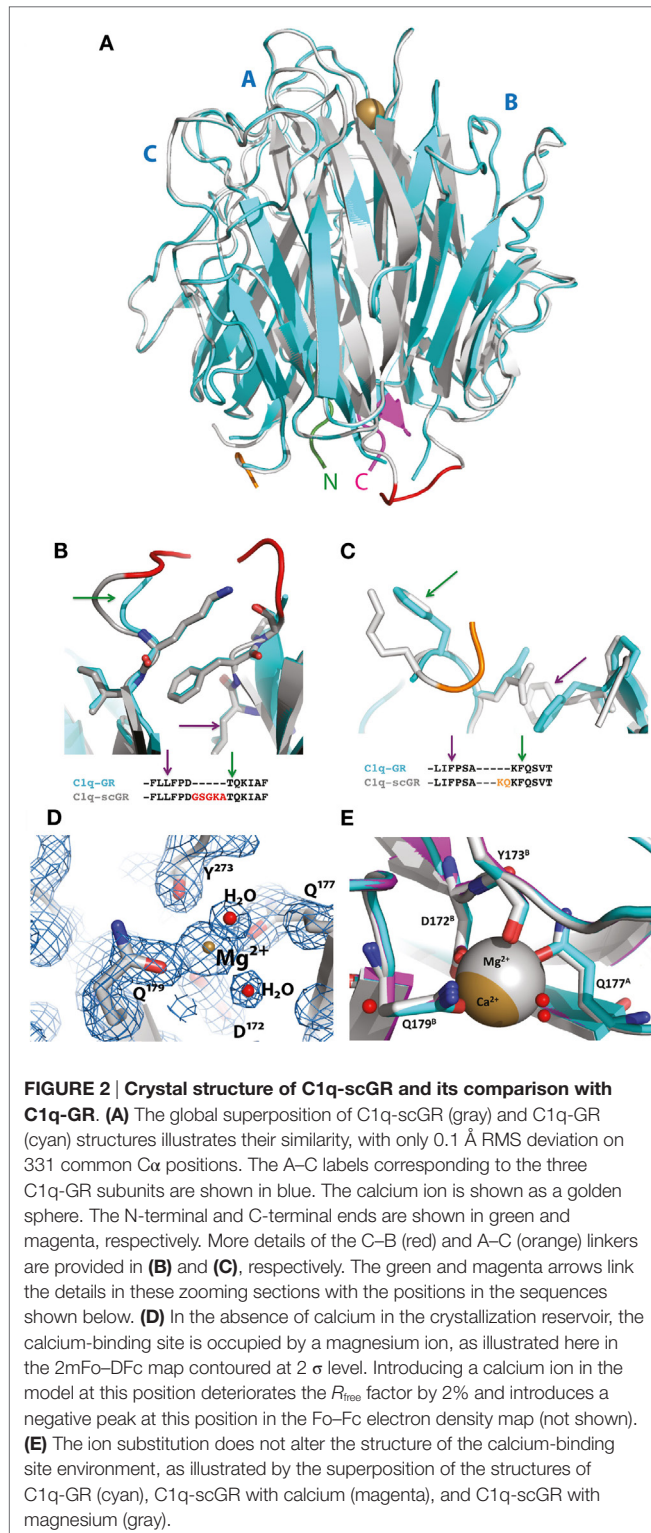 A
A
B
C
N
C
B
C
C1q-GR –FLLFPD-----TQKIAF
C1q-scGR –FLLFPDGSGKATQKIAF
C1q-GR –LIFPSA-----KFQSVT
C1q-scGR –LIFPSA---KQKFQSVT
D
Y273
H2O
Q177
Mg2+
Q179
H2O
D172
E
Y173B
D172B
Mg2+
Q177A
Ca2+
Q179B
FIGURE 2 | Crystal structure of C1q-scGR and its comparison with
C1q-GR. (A) The global superposition of C1q-scGR (gray) and C1q-GR
(cyan) structures illustrates their similarity, with only 0.1 Å RMS deviation on
331 common Cα positions. The A–C labels corresponding to the three
C1q-GR subunits are shown in blue. The calcium ion is shown as a golden
sphere. The N-terminal and C-terminal ends are shown in green and
magenta, respectively. More details of the C–B (red) and A–C (orange) linkers
are provided in (B) and (C), respectively. The green and magenta arrows link
the details in these zooming sections with the positions in the sequences
shown below. (D) In the absence of calcium in the crystallization reservoir, the
calcium-binding site is occupied by a magnesium ion, as illustrated here in
the 2mFo–DFc map contoured at 2 σ level. Introducing a calcium ion in the
model at this position deteriorates the Rfree factor by 2% and introduces a
negative peak at this position in the Fo–Fc electron density map (not shown).
(E) The ion substitution does not alter the structure of the calcium-binding
site environment, as illustrated by the superposition of the structures of
C1q-GR (cyan), C1q-scGR with calcium (magenta), and C1q-scGR with
magnesium (gray).